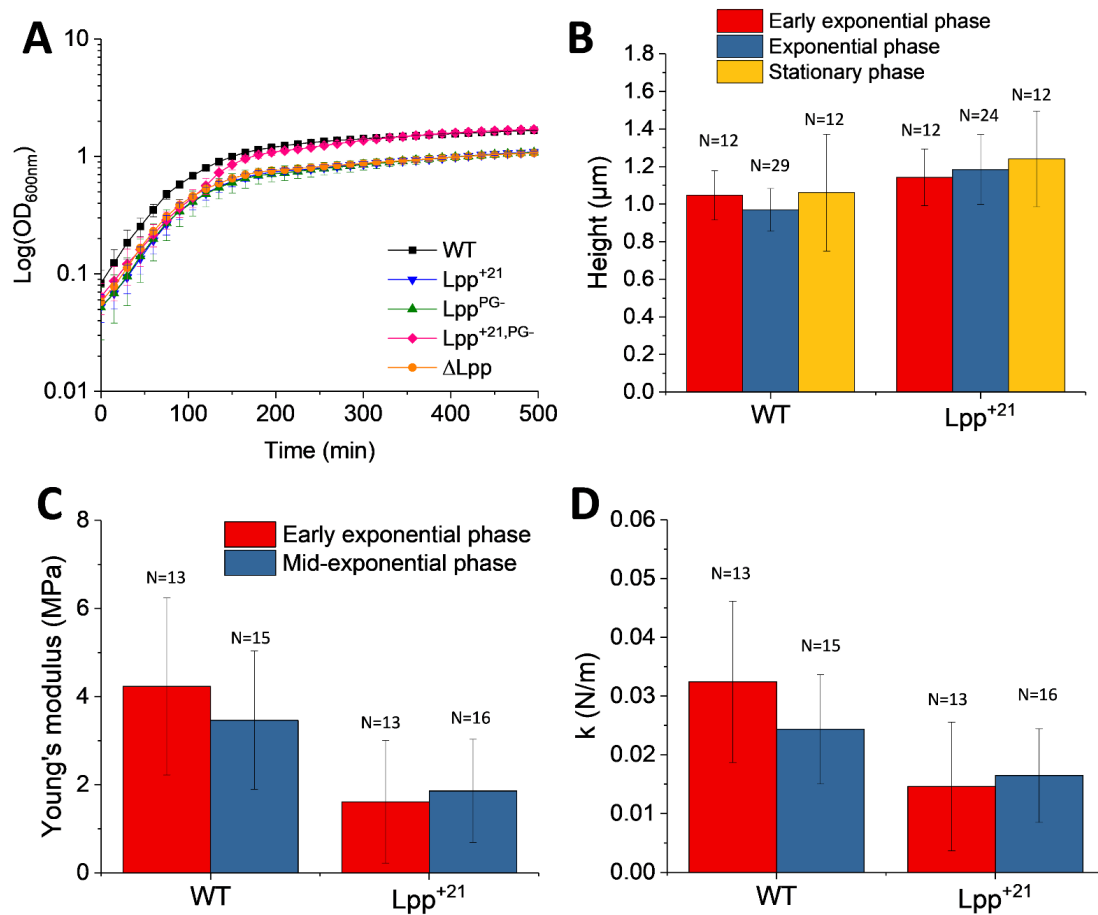 A
Log(OD600nm)
10
1
0.1
0.01
0
100
200
300
400
500
Time (min)
WT
Lpp+21
LppPG-
Lpp+21,PG-
ΔLpp
B
Early exponential phase
Exponential phase
Stationary phase
Height (µm)
1.8
1.6
1.4
1.2
1.0
0.8
0.6
0.4
0.2
0.0
N=12
N=29
N=12
N=12
N=24
N=12
WT
Lpp+21
C
Early exponential phase
Mid-exponential phase
Young's modulus (MPa)
8
6
4
2
0
N=13
N=15
N=13
N=16
WT
Lpp+21
D
k (N/m)
0.06
0.05
0.04
0.03
0.02
0.01
0.00
N=13
N=15
N=13
N=16
WT
Lpp+21